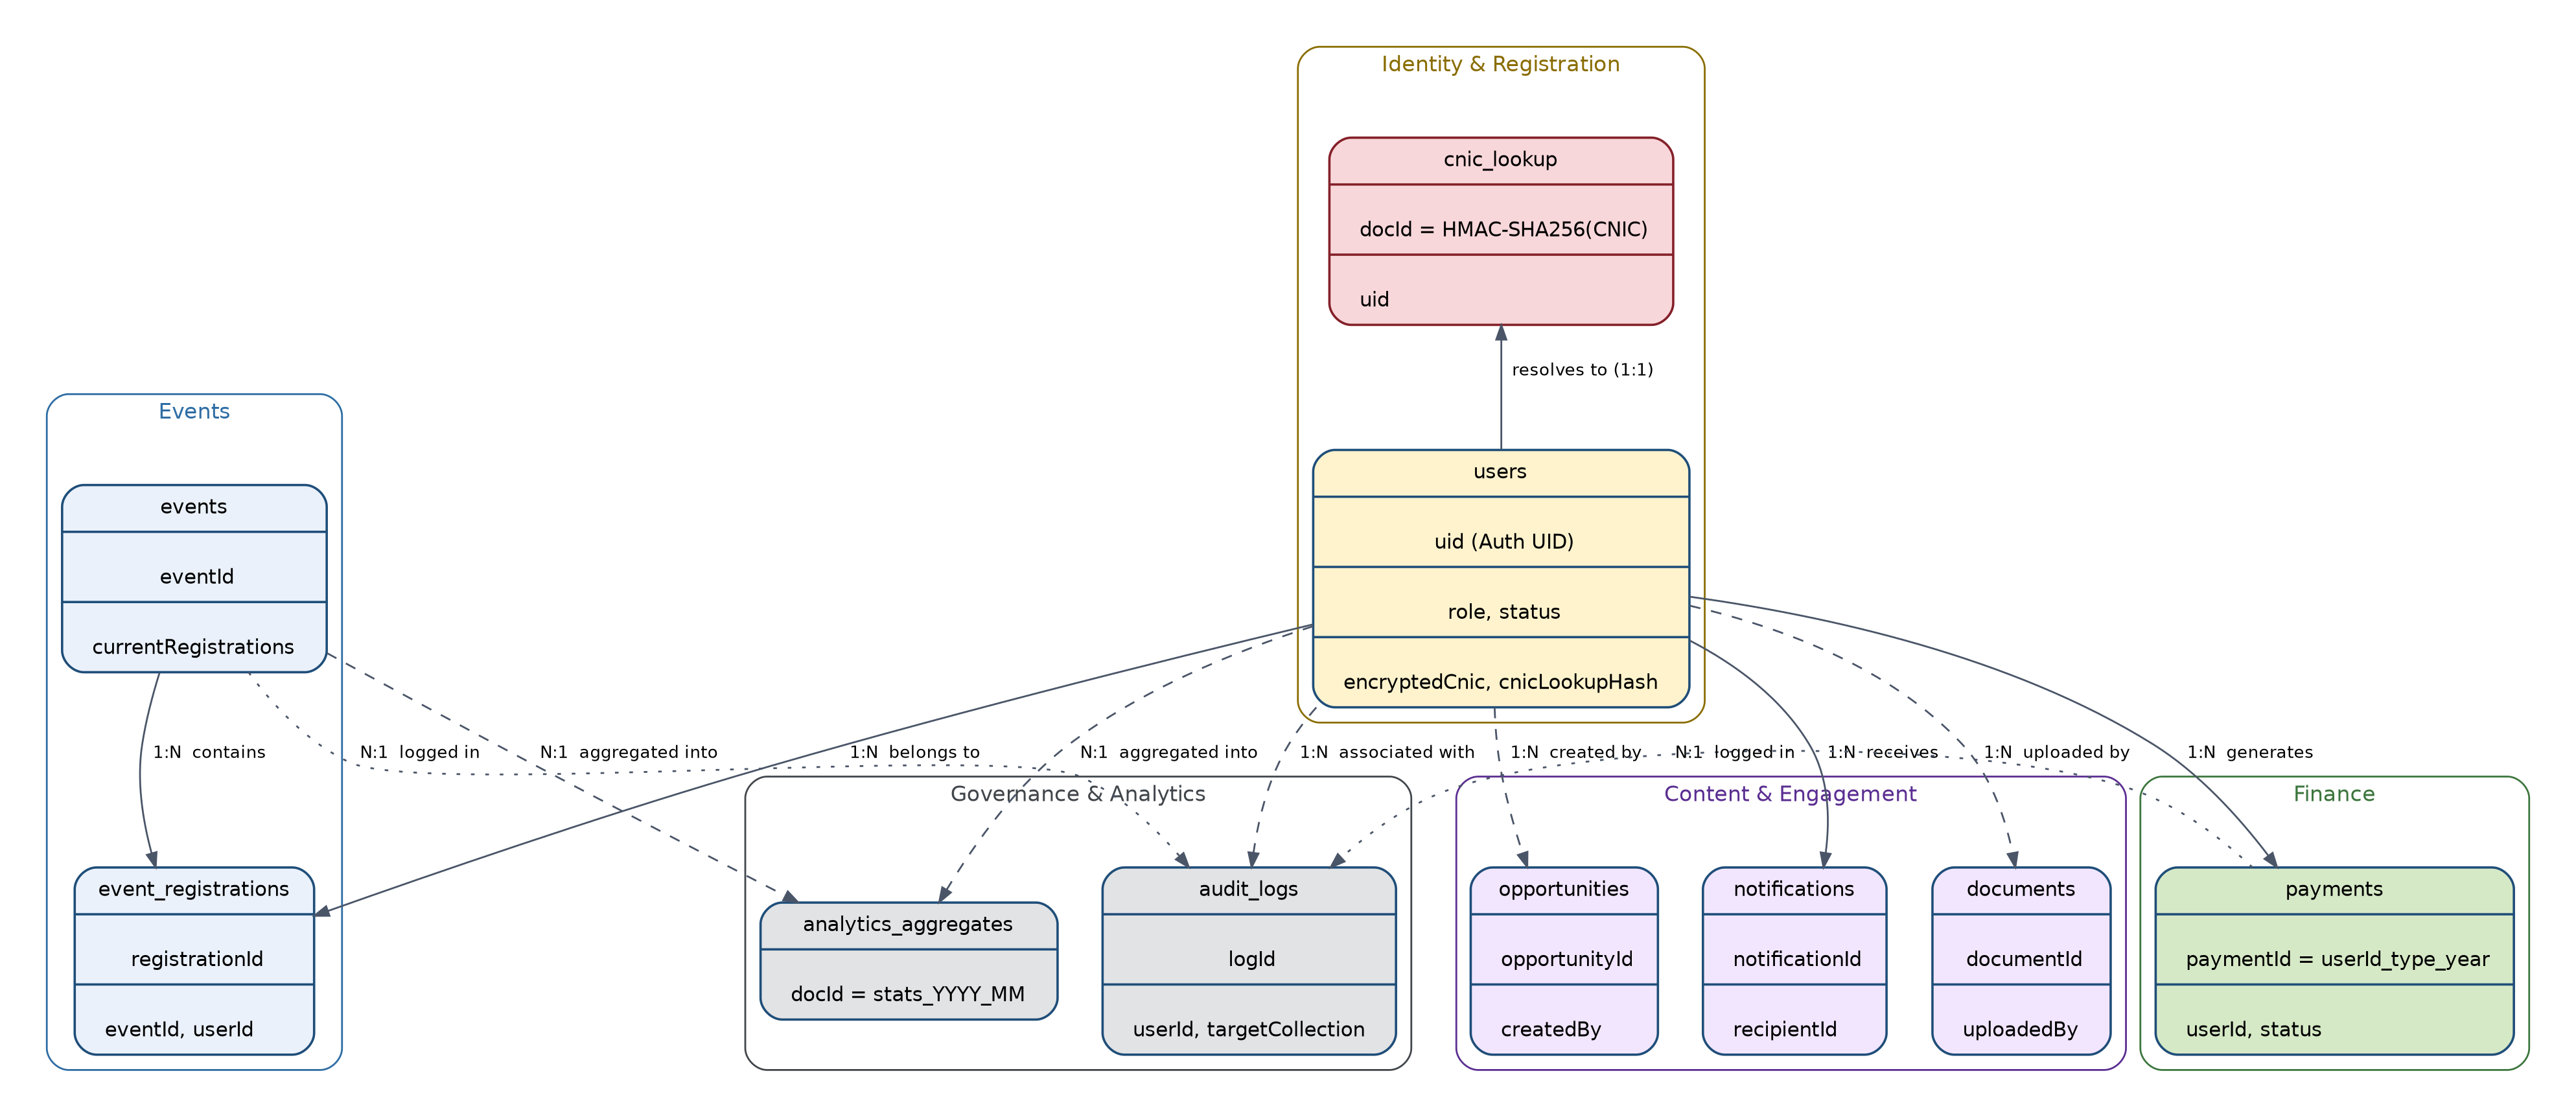 Identity & Registration
cnic_lookup
docId = HMAC-SHA256(CNIC)
uid
resolves to (1:1)
users
uid (Auth UID)
role, status
encryptedCnic, cnicLookupHash
Events
events
eventId
currentRegistrations
1:N contains
N:1 logged in
N:1 aggregated into
1:N belongs to
N:1 aggregated into
1:N associated with
1:N created by
N:1 logged in
1:N receives
1:N uploaded by
1:N generates
event_registrations
registrationId
eventId, userId
Governance & Analytics
analytics_aggregates
docId = stats_YYYY_MM
audit_logs
logId
userId, targetCollection
Content & Engagement
opportunities
opportunityId
createdBy
notifications
notificationId
recipientId
documents
documentId
uploadedBy
Finance
payments
paymentId = userId_type_year
userId, status